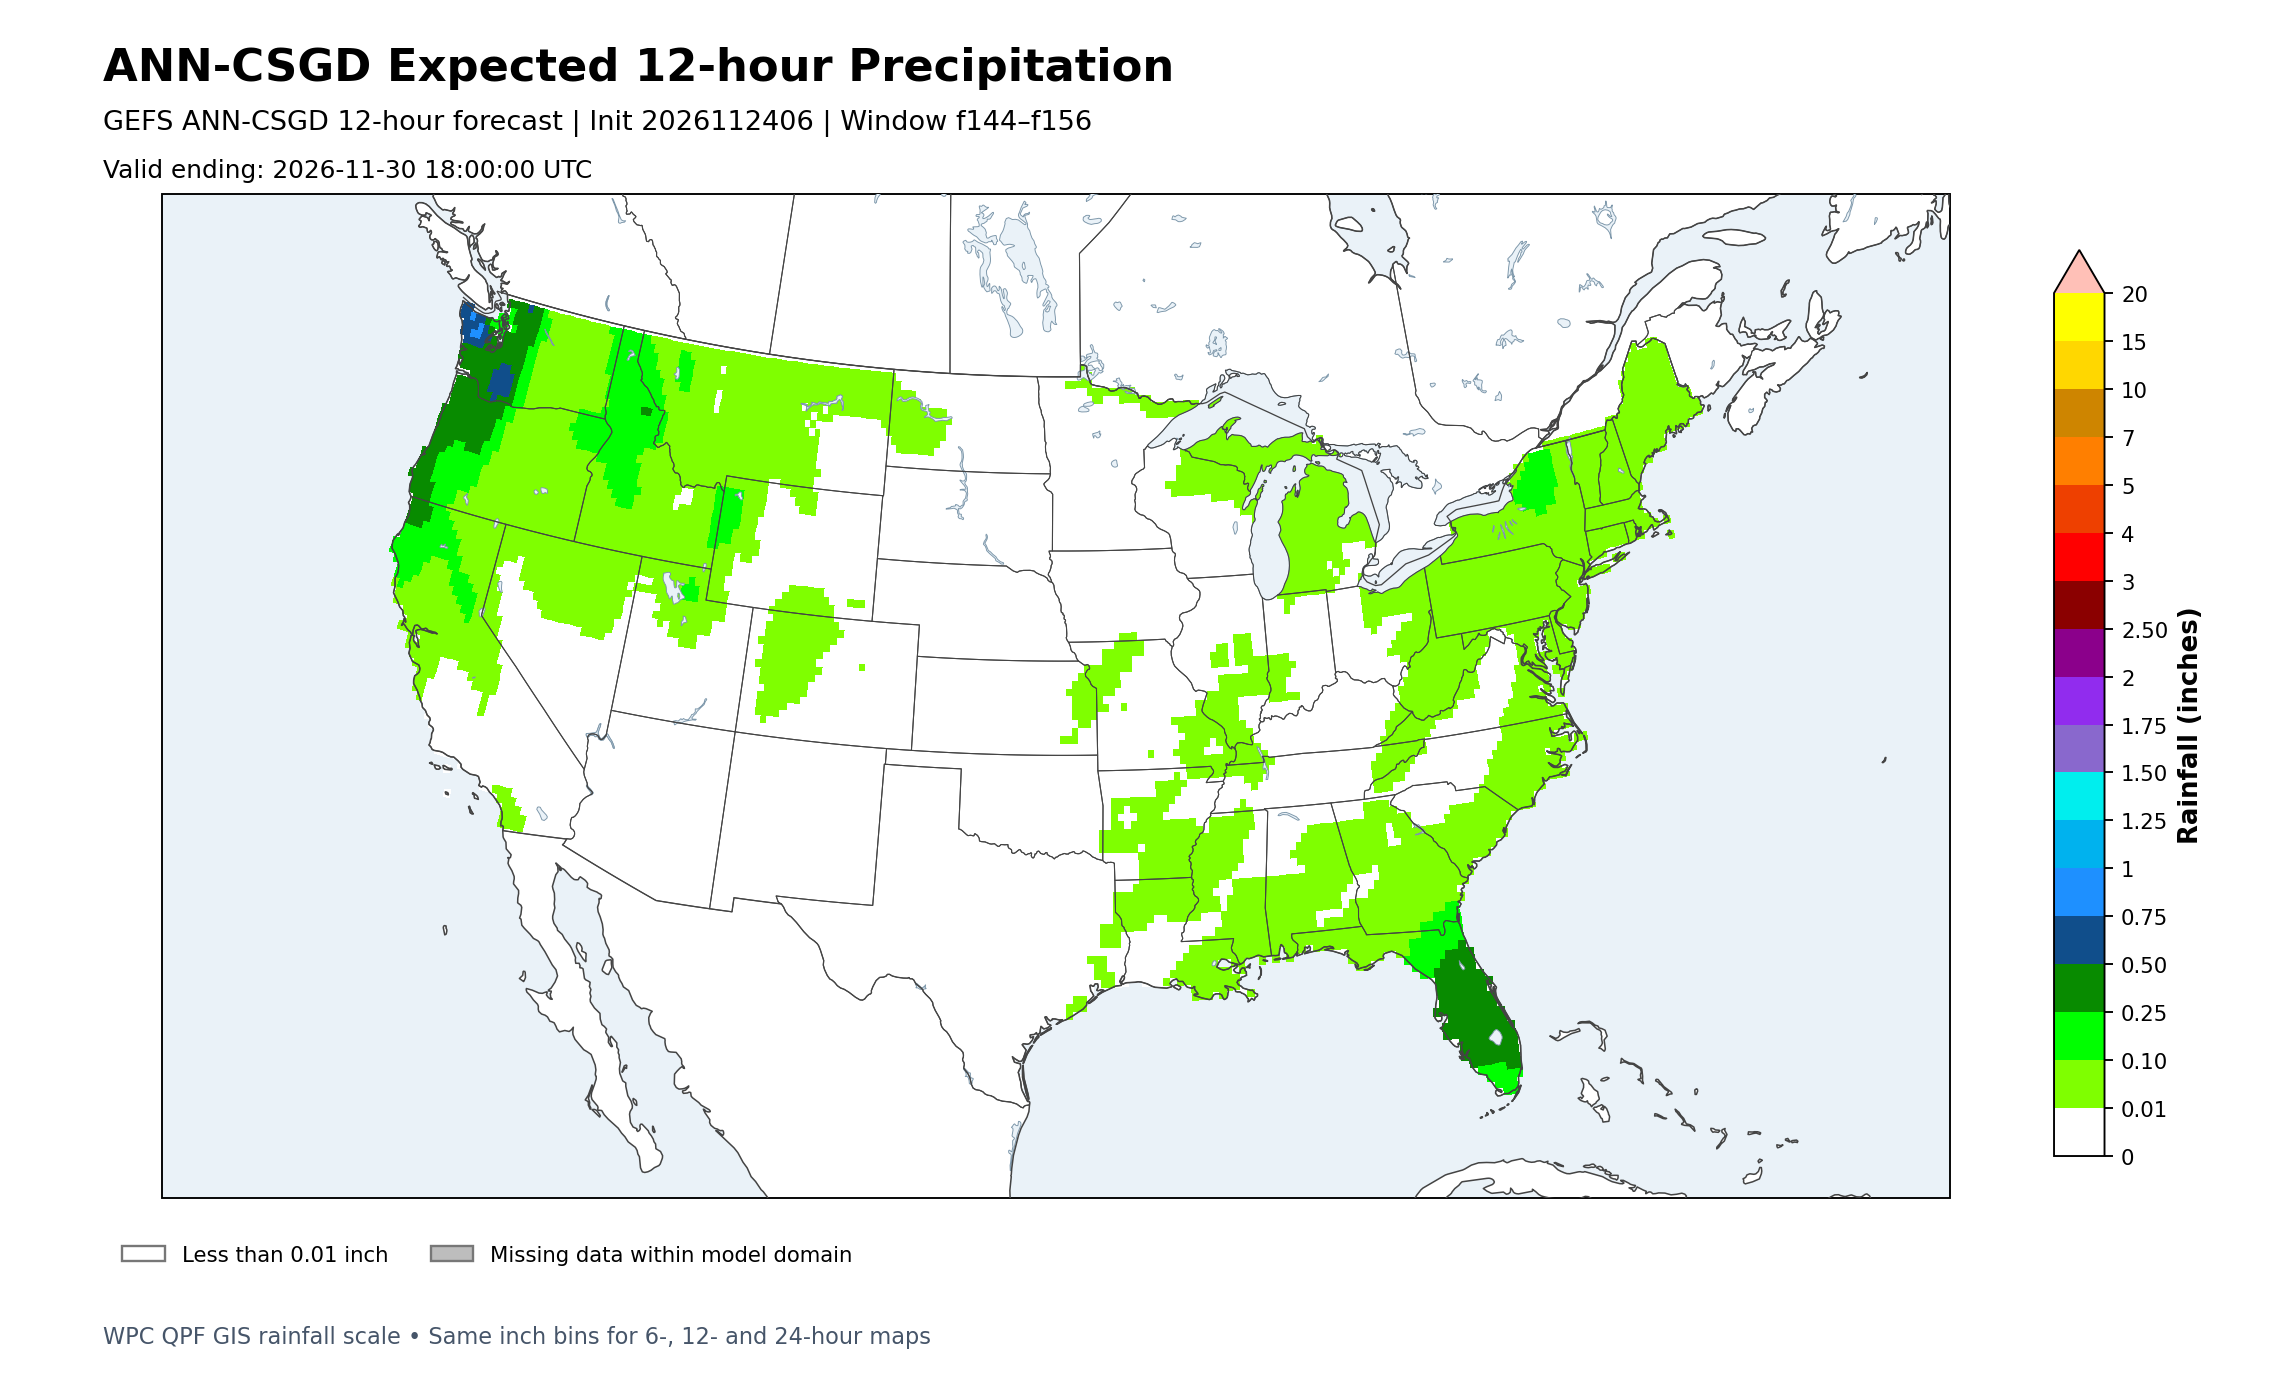 ANN-CSGD Expected 12-hour Precipitation
GEFS ANN-CSGD 12-hour forecast | Init 2026112406 | Window f144–f156
Valid ending: 2026-11-30 18:00:00 UTC
20
15
10
7
5
4
3
2.50
2
1.75
1.50
1.25
1
0.75
0.50
0.25
0.10
0.01
0
Rainfall (inches)
Less than 0.01 inch
Missing data within model domain
WPC QPF GIS rainfall scale • Same inch bins for 6-, 12- and 24-hour maps